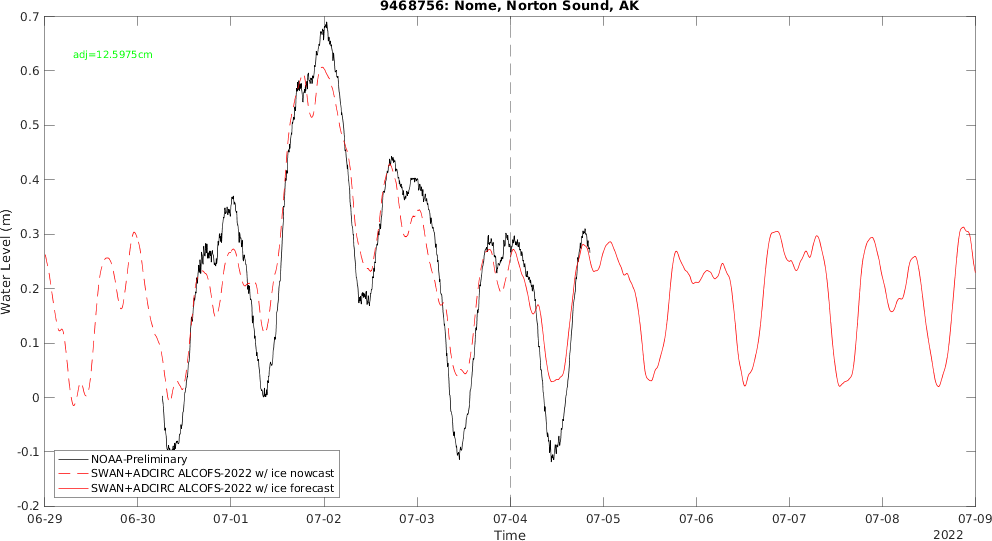 9468756: Nome, Norton Sound, AK
adj=12.5975cm
Water Level (m)
0.7
0.6
0.5
0.4
0.3
0.2
0.1
0
-0.1
-0.2
NOAA-Preliminary
SWAN+ADCIRC ALCOFS-2022 w/ ice nowcast
SWAN+ADCIRC ALCOFS-2022 w/ ice forecast
06-29 06-30 07-01 07-02 07-03 07-04 07-05 07-06 07-07 07-08 07-09
Time
2022